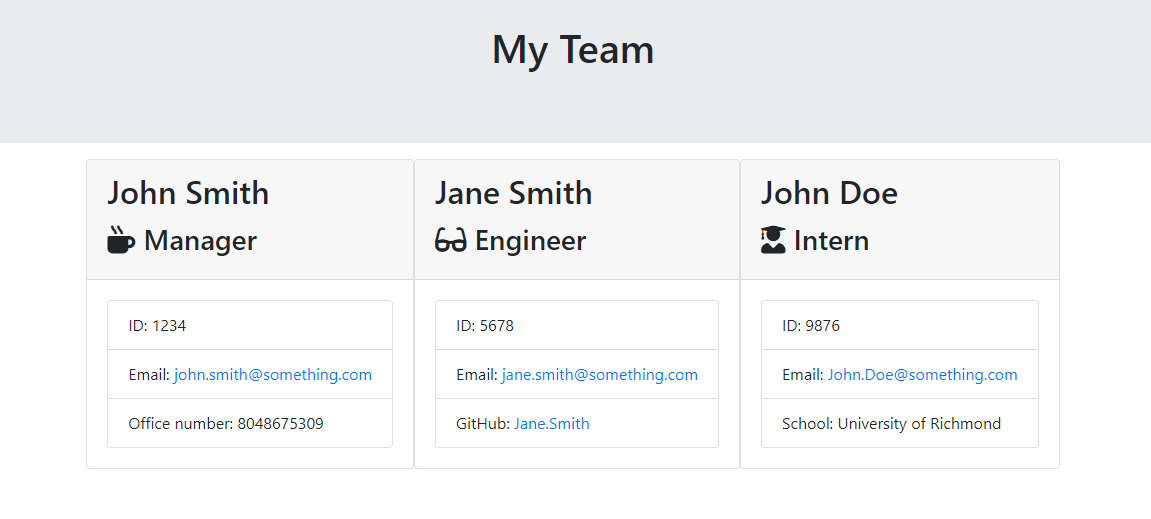 My Team
John Smith
Manager
ID: 1234
Email: john.smith@something.com
Office number: 8048675309
Jane Smith
Engineer
ID: 5678
Email: jane.smith@something.com
GitHub: Jane.Smith
John Doe
Intern
ID: 9876
Email: John.Doe@something.com
School: University of Richmond